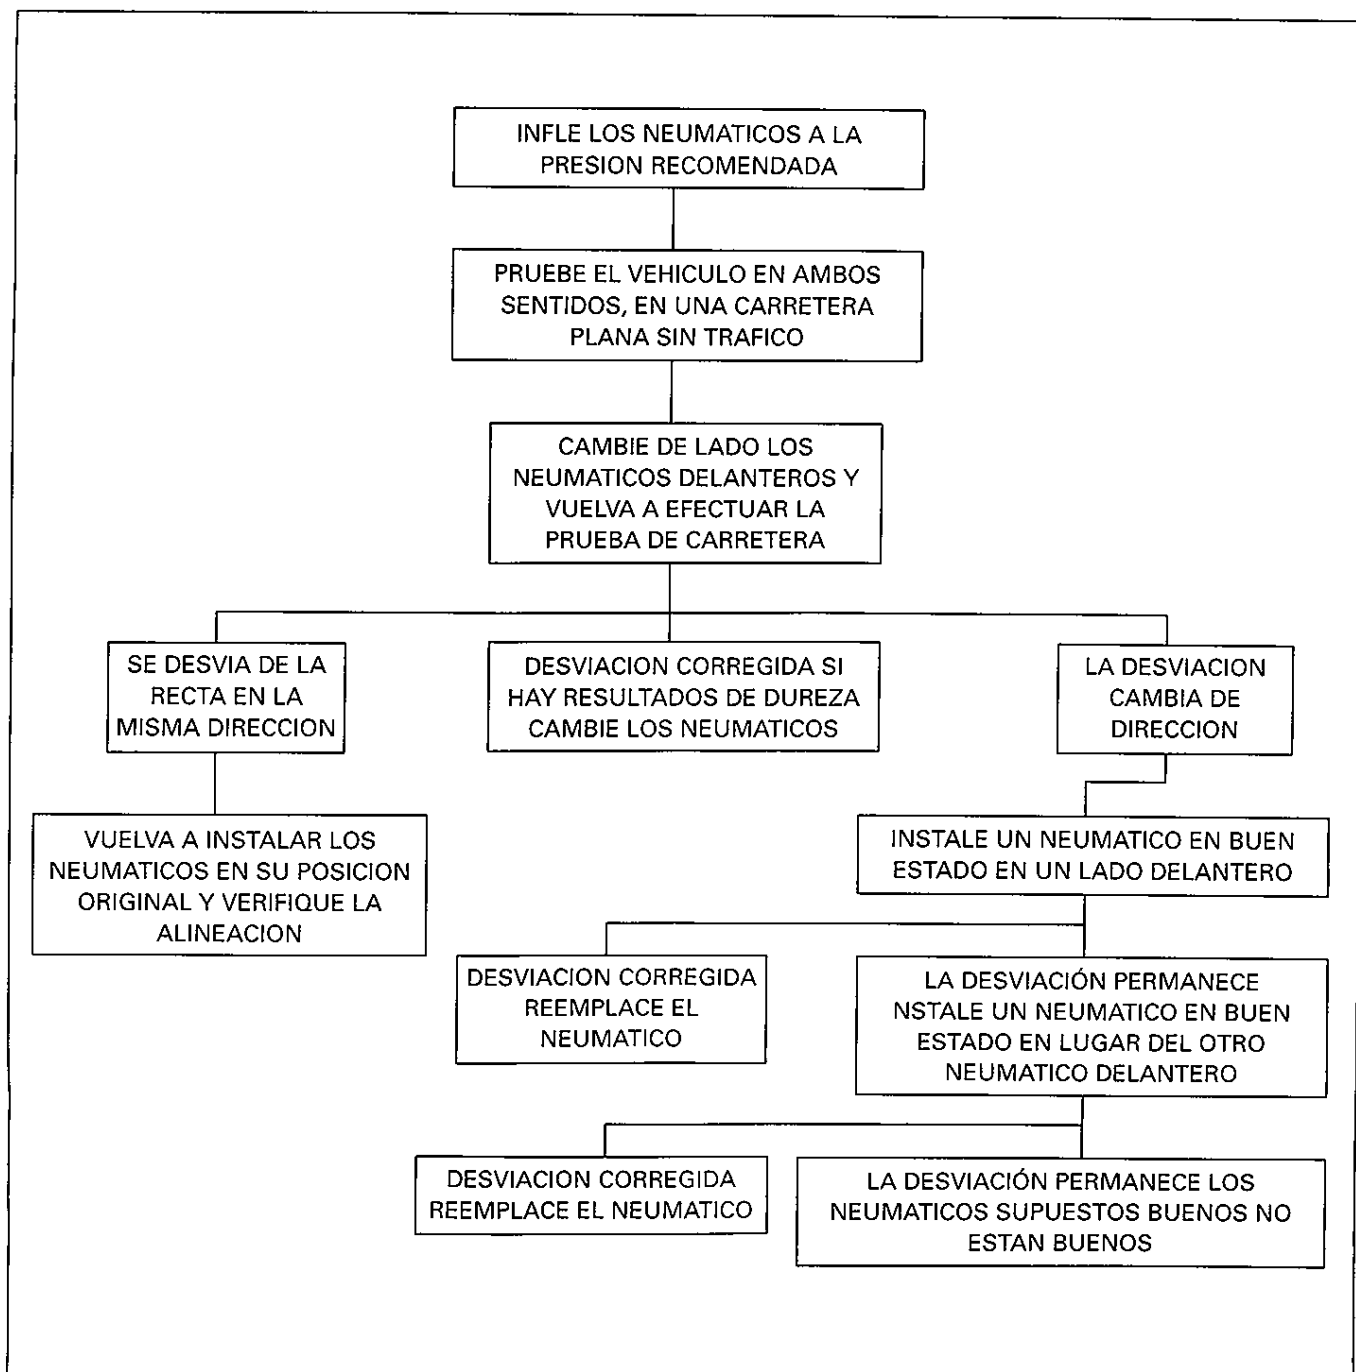 INFLE LOS NEUMATICOS A LA
PRESION RECOMENDADA
PRUEBE EL VEHICULO EN AMBOS
SENTIDOS, EN UNA CARRETERA
PLANA SIN TRAFICO
CAMBIE DE LADO LOS
NEUMATICOS DELANTEROS Y
VUELVA A EFECTUAR LA
PRUEBA DE CARRETERA
SE DESVIA DE LA
RECTA EN LA
MISMA DIRECCION
DESVIACION CORREGIDA SI
HAY RESULTADOS DE DUREZA
CAMBIE LOS NEUMATICOS
LA DESVIACION
CAMBIA DE
DIRECCION
VUELVA A INSTALAR LOS
NEUMATICOS EN SU POSICION
ORIGINAL Y VERIFIQUE LA
ALINEACION
INSTALE UN NEUMATICO EN BUEN
ESTADO EN UN LADO DELANTERO
DESVIACION CORREGIDA
REEMPLACE EL
NEUMATICO
LA DESVIACIÓN PERMANECE
NSTALE UN NEUMATICO EN BUEN
ESTADO EN LUGAR DEL OTRO
NEUMATICO DELANTERO
DESVIACION CORREGIDA
REEMPLACE EL NEUMATICO
LA DESVIACIÓN PERMANECE LOS
NEUMATICOS SUPUESTOS BUENOS NO
ESTAN BUENOS